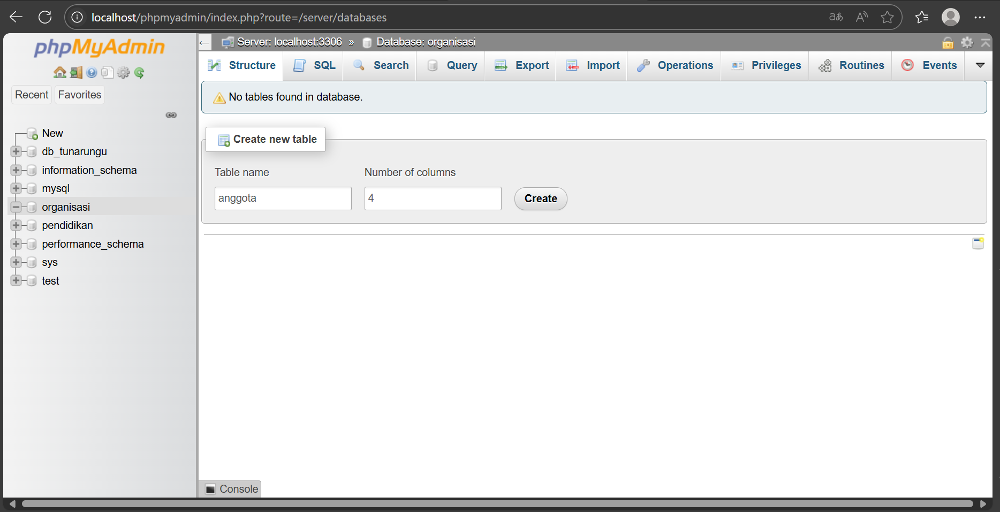 localhost/phpmyadmin/index.php?route=/server/databases
aあ
phpMyAdmin
Recent Favorites
New
db_tunarungu
information_schema
mysql
organisasi
pendidikan
performance_schema
sys
test
Server: localhost:3306 » Database: organisasi
Structure SQL Search Query Export Import Operations Privileges Routines Events
No tables found in database.
Create new table
Table name Number of columns
anggota 4 Create
Console